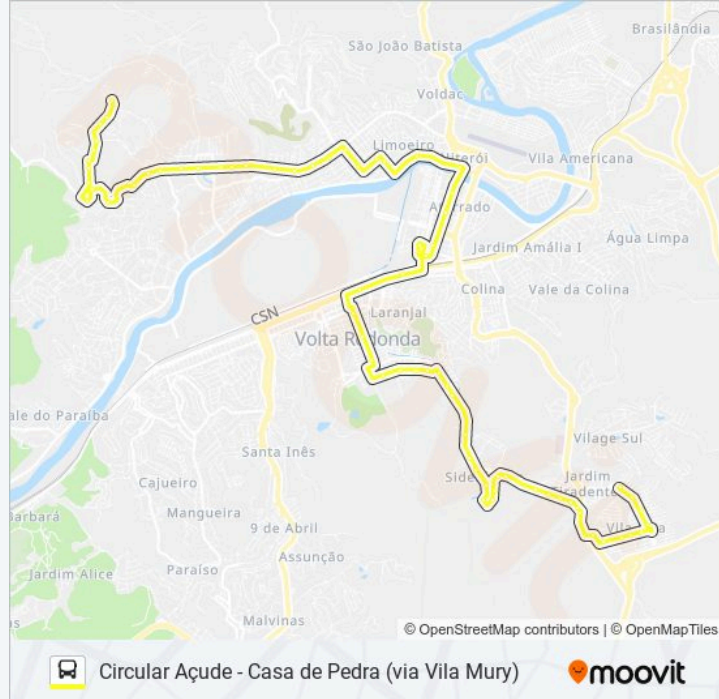 Brasilândia
São João Batista
Voldac
Limoeiro
Niterói
Vila Americana
Jardim Amália I
Água Limpa
Colina
Vale da Colina
CSN
Laranjal
Volta Redonda
ale do Paraíba
Santa Inês
Vilage Sul
Cajueiro
Jardim
Tiradentes
Mangueira
arbará
9 de Abril
Assunção
Paraíso
Jardim Alice
Malvinas
as
© OpenStreetMap contributors | © OpenMapTiles
Circular Açude - Casa de Pedra (via Vila Mury)
moovit